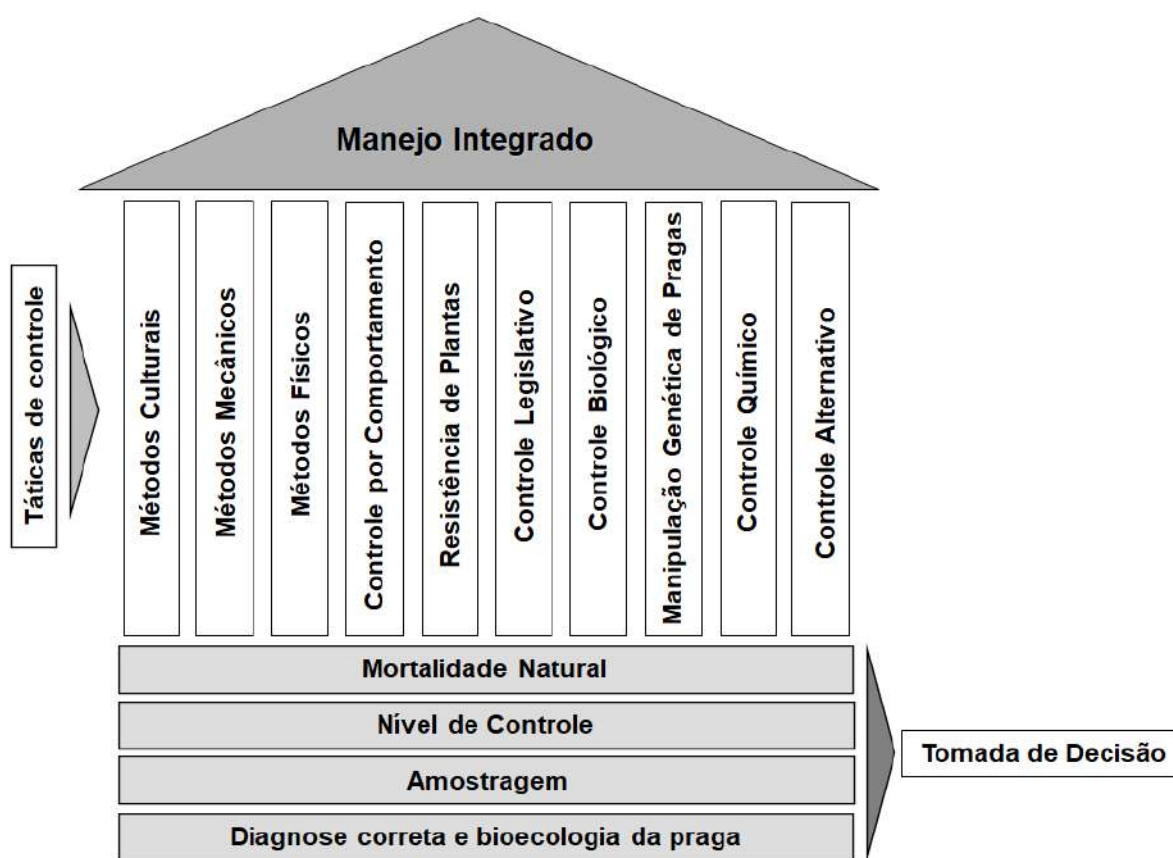 Manejo Integrado
Táticas de controle
Métodos Culturais
Métodos Mecânicos
Métodos Físicos
Controle por Comportamento
Resistência de Plantas
Controle Legislativo
Controle Biológico
Manipulação Genética de Pragas
Controle Químico
Controle Alternativo
Mortalidade Natural
Nível de Controle
Amostragem
Diagnose correta e bioecologia da praga
Tomada de Decisão